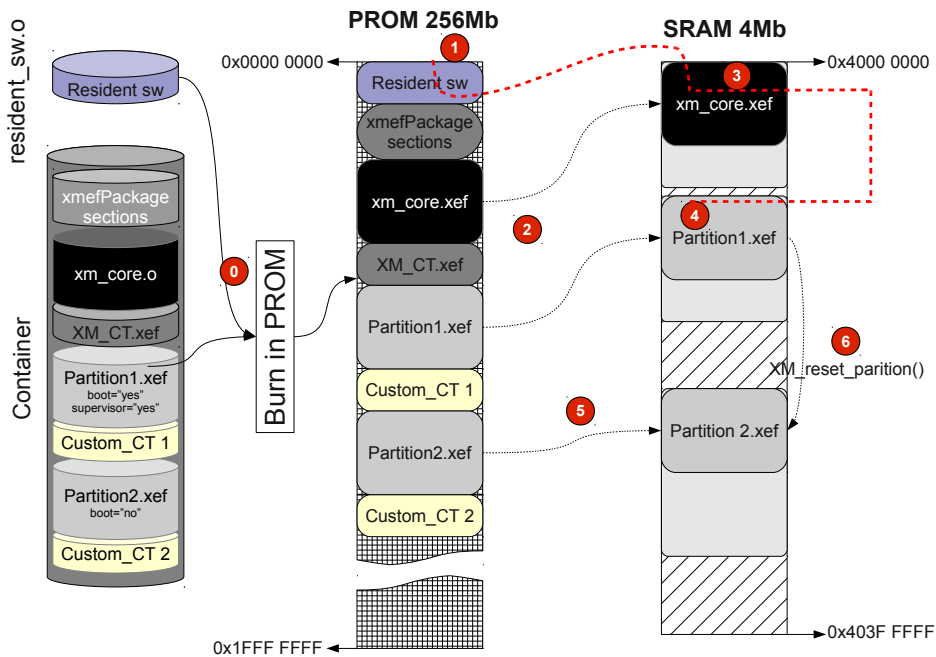 resident_sw.o
Resident sw
Container
xmefPackage
sections
xm_core.o
XM_CT.xef
Partition1.xef
boot="yes"
supervisor="yes"
Custom_CT 1
Partition2.xef
boot="no"
Custom_CT 2
0
Burn in PROM
PROM 256Mb
1
0x0000 0000
Resident sw
xmefPackage
sections
xm_core.xef
XM_CT.xef
Partition1.xef
Custom_CT 1
Partition2.xef
Custom_CT 2
0x1FFF FFFF
2
5
SRAM 4Mb
0x4000 0000
3
xm_core.xef
4
Partition1.xef
6
XM_reset_parition()
Partition 2.xef
0x403F FFFF